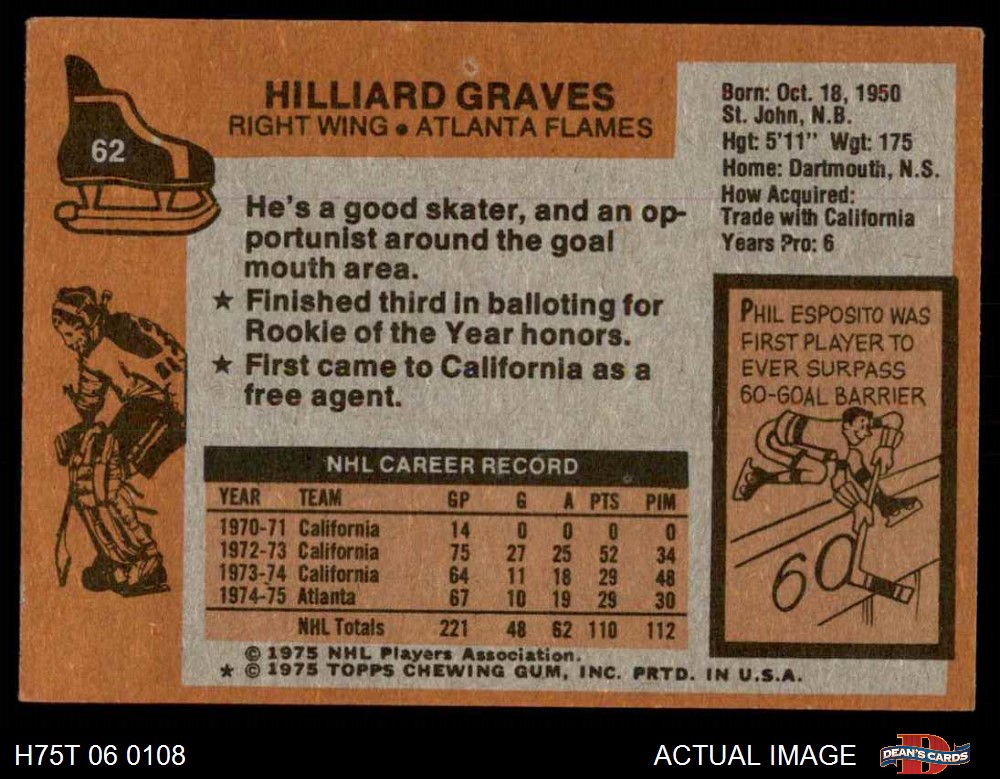 HILLIARD GRAVES
RIGHT WING • ATLANTA FLAMES
62
Born: Oct. 18, 1950
St. John, N.B.
Hgt: 5'11" Wgt: 175
Home: Dartmouth, N.S.
How Acquired:
Trade with California
Years Pro: 6
He's a good skater, and an op-
portunist around the goal
mouth area.
★ Finished third in balloting for
Rookie of the Year honors.
★ First came to California as a
free agent.
PHIL ESPOSITO WAS
FIRST PLAYER TO
EVER SURPASS
60-GOAL BARRIER
60
NHL CAREER RECORD
YEAR TEAM GP G A PTS PIM
1970-71 California 14 0 0 0 0
1972-73 California 75 27 25 52 34
1973-74 California 64 11 18 29 48
1974-75 Atlanta 67 10 19 29 30
NHL Totals 221 48 62 110 112
© 1975 NHL Players Association.
★ © 1975 TOPPS CHEWING GUM, INC. PRTD. IN U.S.A.
H75T 06 0108
ACTUAL IMAGE
D
DEAN'S CARDS